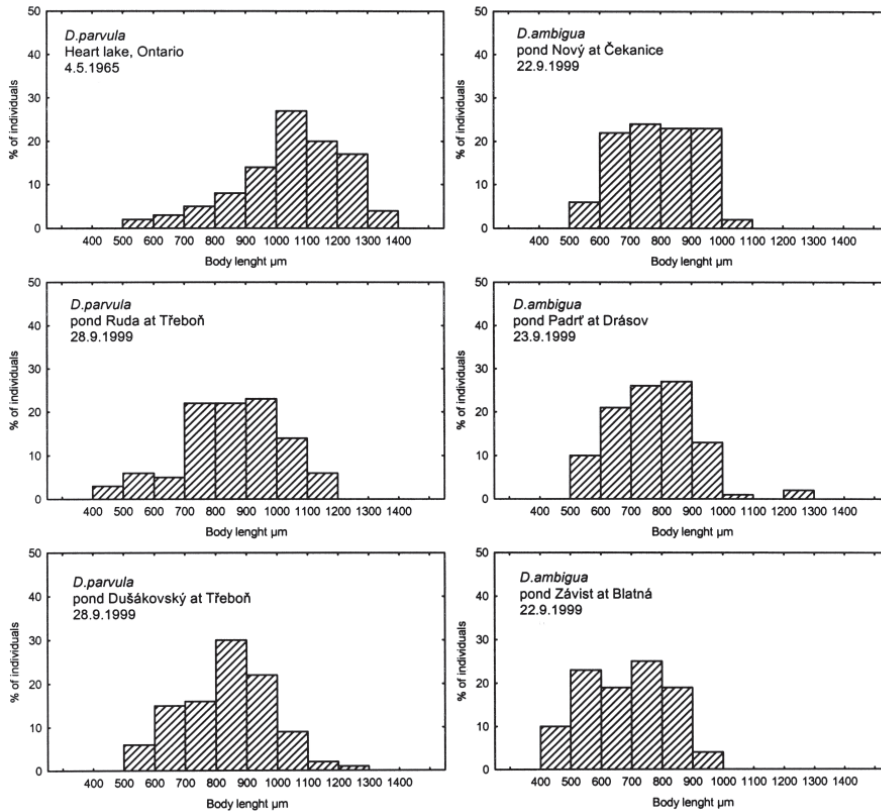 50
40
30
20
10
0
% of individuals
D.parvula
Heart lake, Ontario
4.5.1965
400 500 600 700 800 900 1000 1100 1200 1300 1400
Body lenght µm
50
40
30
20
10
0
% of individuals
D.ambigua
pond Nový at Čekanice
22.9.1999
400 500 600 700 800 900 1000 1100 1200 1300 1400
Body lenght µm
50
40
30
20
10
0
% of individuals
D.parvula
pond Ruda at Třeboň
28.9.1999
400 500 600 700 800 900 1000 1100 1200 1300 1400
Body lenght µm
50
40
30
20
10
0
% of individuals
D.ambigua
pond Padrť at Drásov
23.9.1999
400 500 600 700 800 900 1000 1100 1200 1300 1400
Body lenght µm
50
40
30
20
10
0
% of individuals
D.parvula
pond Dušákovský at Třeboň
28.9.1999
400 500 600 700 800 900 1000 1100 1200 1300 1400
Body lenght µm
50
40
30
20
10
0
% of individuals
D.ambigua
pond Závist at Blatná
22.9.1999
400 500 600 700 800 900 1000 1100 1200 1300 1400
Body lenght µm